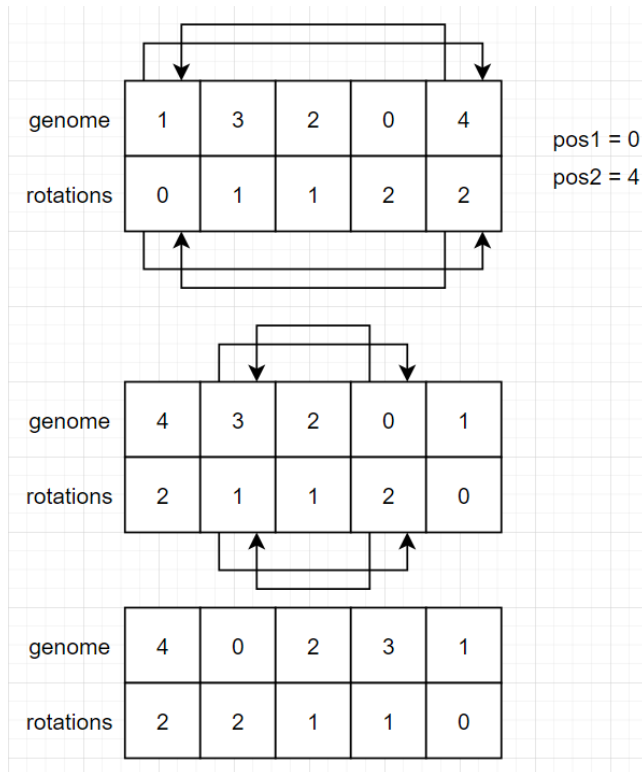 genome 1 3 2 0 4
pos1 = 0
pos2 = 4
rotations 0 1 1 2 2
genome 4 3 2 0 1
rotations 2 1 1 2 0
genome 4 0 2 3 1
rotations 2 2 1 1 0